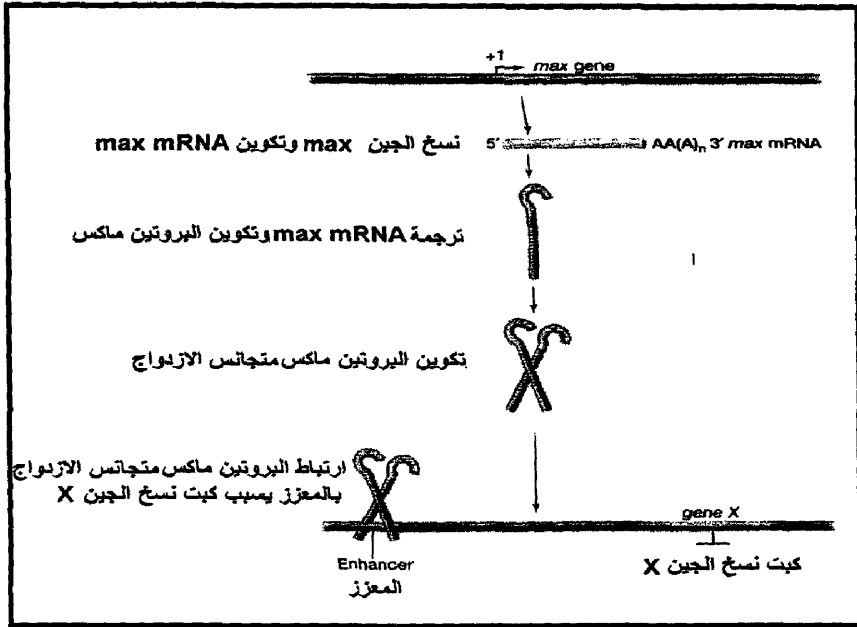 +1
max gene
نسخ الجين max وتكوين max mRNA
5´ AA(A)n 3´ max mRNA
ترجمة max mRNA وتكوين البروتين ماكس
تكوين البروتين ماكس متجانس الازدواج
ارتباط البروتين ماكس متجانس الازدواج
بالمعزز يسبب كبت نسخ الجين X
gene X
Enhancer
المعزز
كبت نسخ الجين X